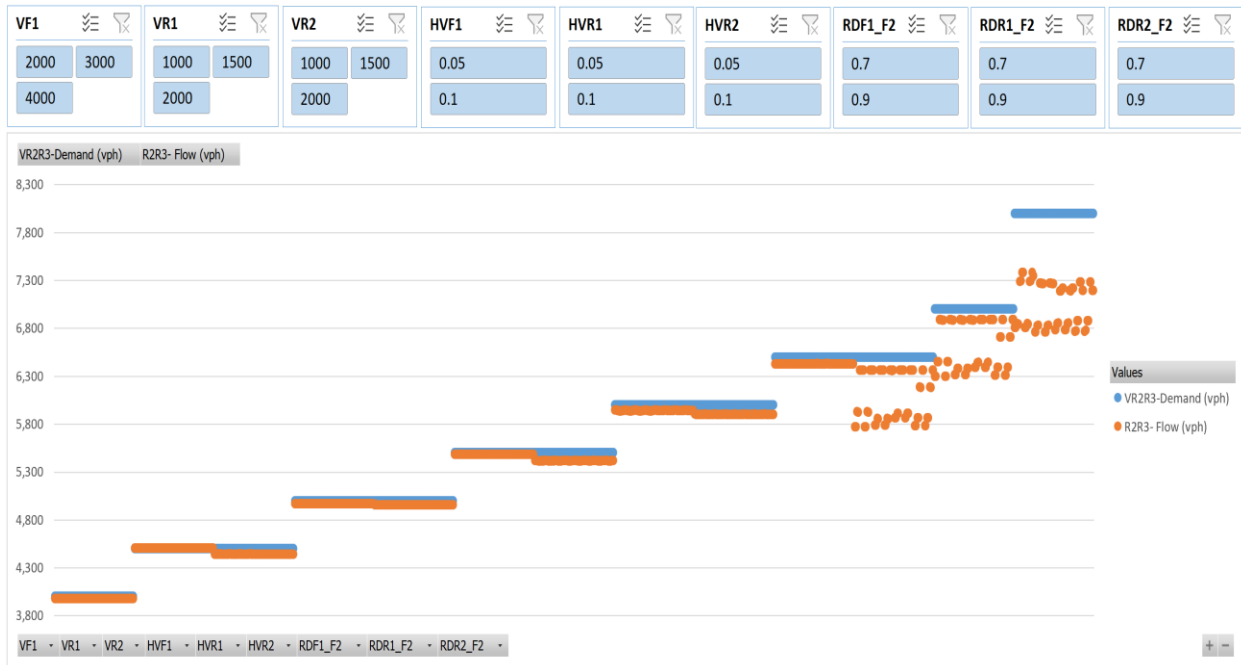 VF1 VR1 VR2 HVF1 HVR1 HVR2 RDF1_F2 RDR1_F2 RDR2_F2
2000 3000 1000 1500 1000 1500 0.05 0.05 0.05 0.7 0.7 0.7
4000 2000 2000 0.1 0.1 0.1 0.9 0.9 0.9
VR2R3-Demand (vph) R2R3- Flow (vph)
8,300
7,800
7,300
6,800
6,300
5,800
5,300
4,800
4,300
3,800
Values
VR2R3-Demand (vph)
R2R3- Flow (vph)
VF1 VR1 VR2 HVF1 HVR1 HVR2 RDF1_F2 RDR1_F2 RDR2_F2
+ −